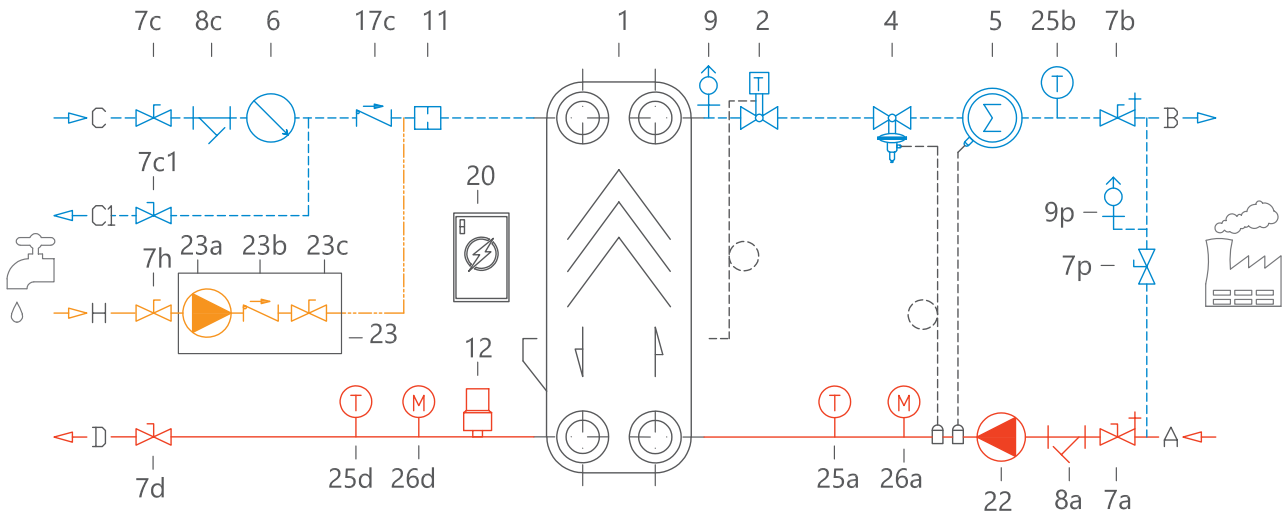 7c 8c 6 17c 11 1 9 2 4 5 25b 7b
T T
C Σ B
7c1
20
C1 9p
7h 23a 23b 23c 7p
H
23
12
T M T M
D A
7d 25d 26d 25a 26a 22 8a 7a